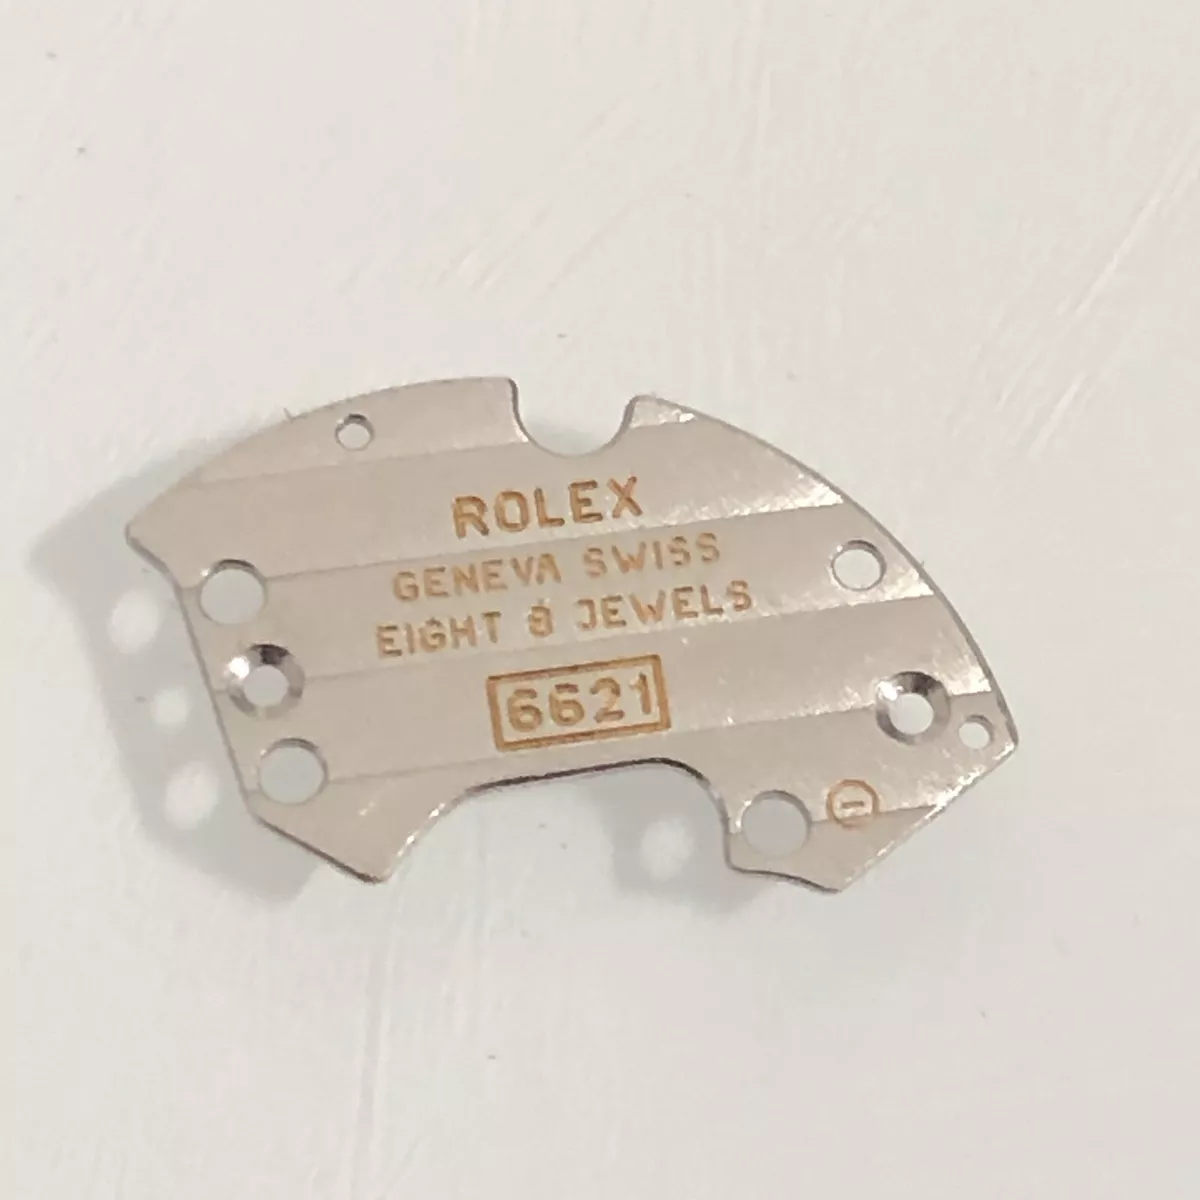 ROLEX
GENEVA SWISS
EIGHT 8 JEWELS
6621